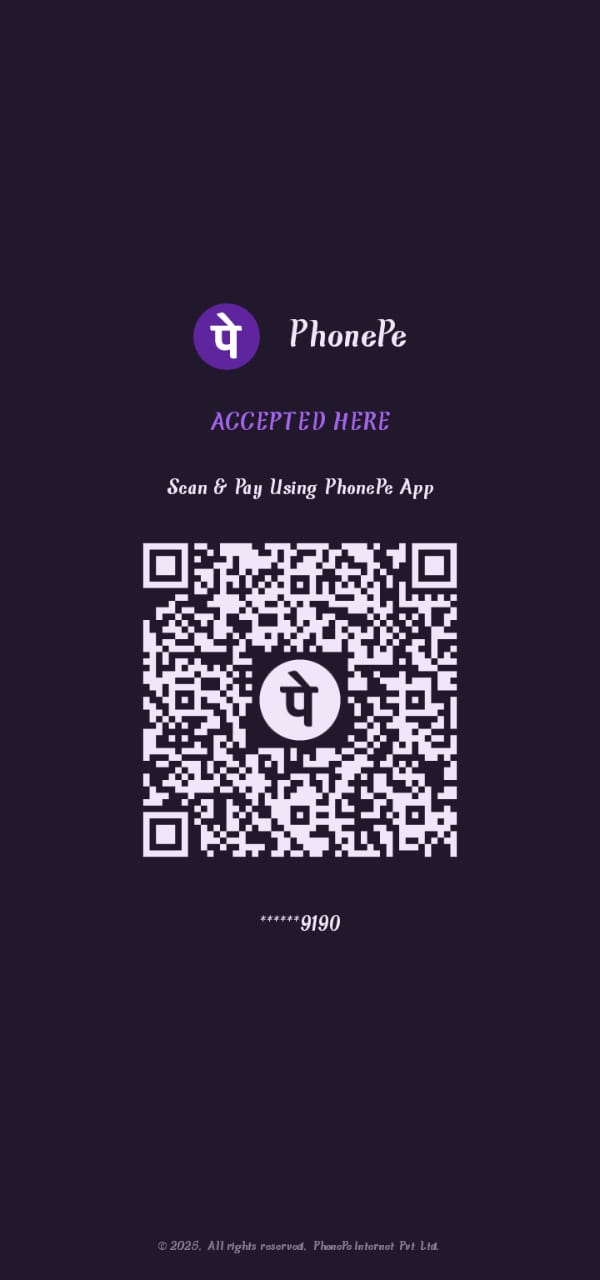 पे PhonePe
ACCEPTED HERE
Scan & Pay Using PhonePe App
पे
******9190
© 2025, All rights reserved, PhonePe Internet Pvt Ltd.